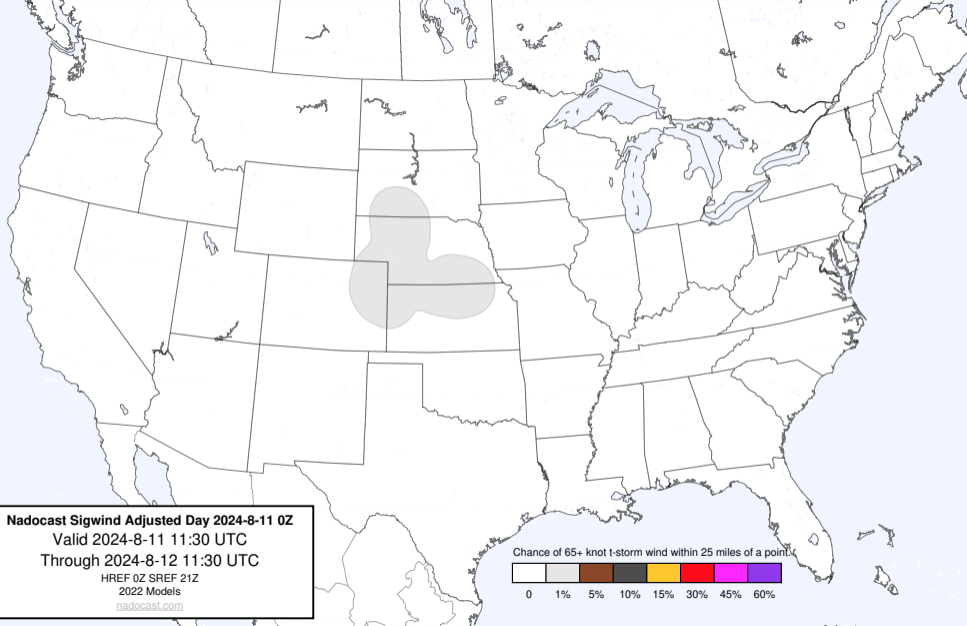 Nadocast Sigwind Adjusted Day 2024-8-11 0Z
Valid 2024-8-11 11:30 UTC
Through 2024-8-12 11:30 UTC
HREF 0Z SREF 21Z
2022 Models
nadocast.com
Chance of 65+ knot t-storm wind within 25 miles of a point.
0 1% 5% 10% 15% 30% 45% 60%